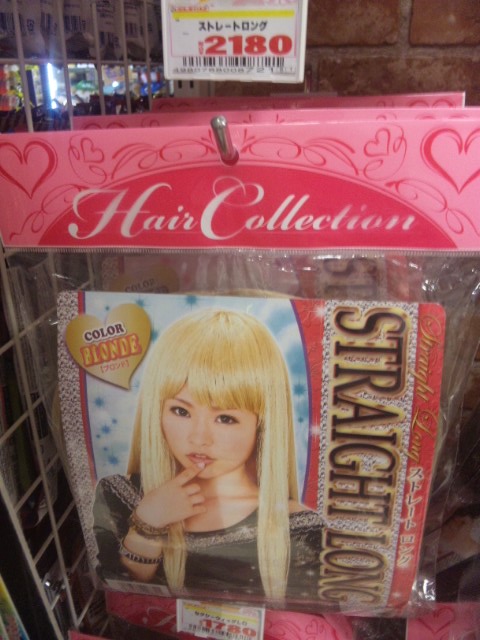 ストレートロング
¥2180
Hair Collection
COLOR
BLONDE
[ブロンド]
STRAIGHT LONG
Straight Long
ストレート ロング
1780